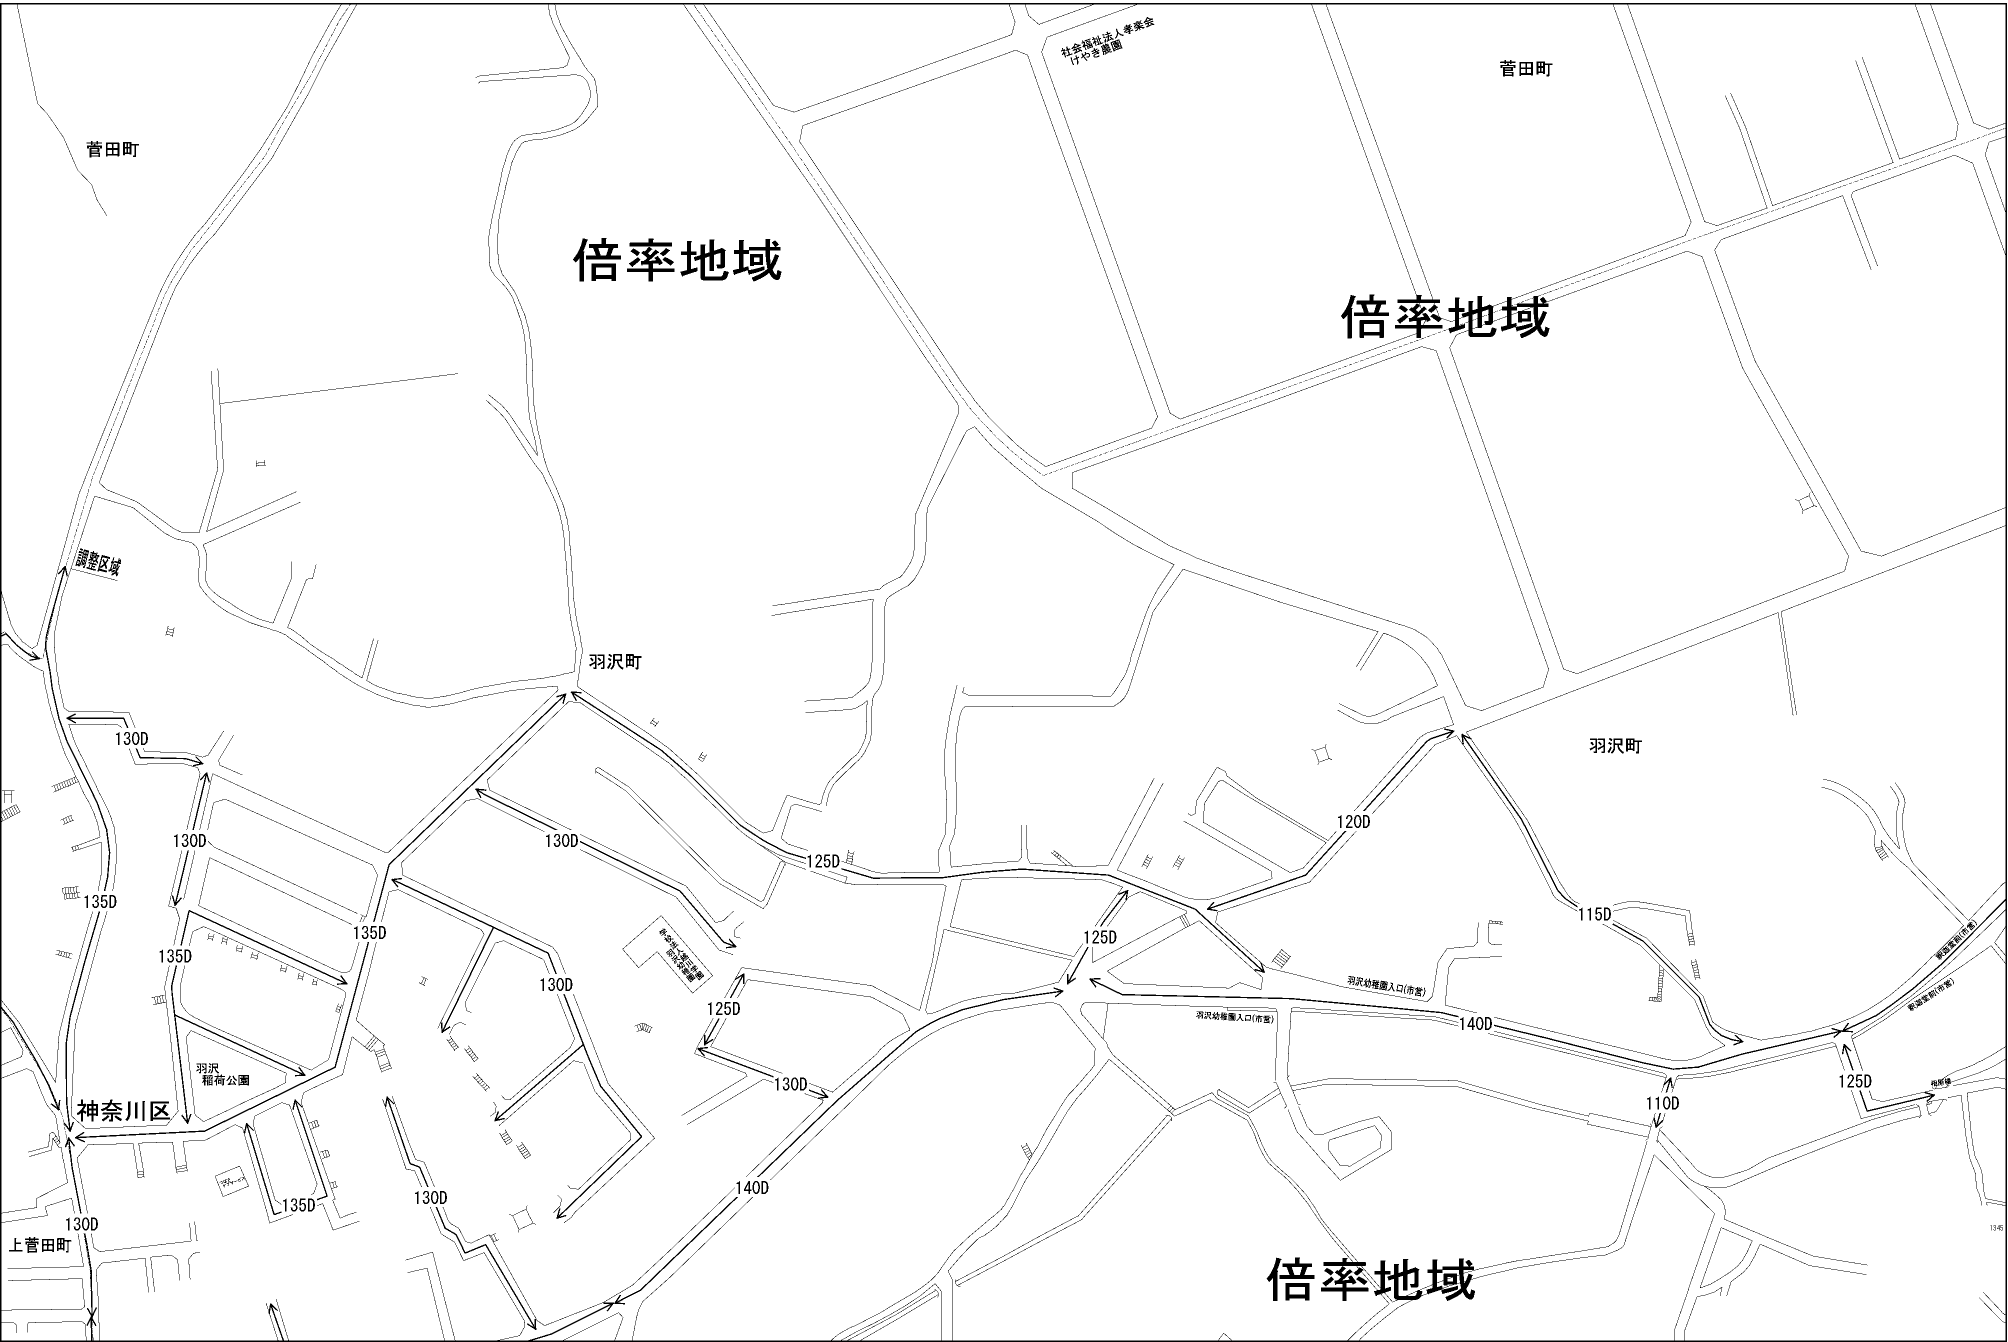 社会福祉法人孝楽会
けやき農園
菅田町
菅田町
倍率地域
倍率地域
調整区域
羽沢町
羽沢町
130D
120D
130D
130D
125D
135D
115D
135D
125D
135D
130D
125D
140D
羽沢幼稚園入口(市営)
羽沢幼稚園入口(市営)
羽沢
稲荷公園
130D
125D
110D
神奈川区
130D
140D
135D
130D
上菅田町
倍率地域
1345